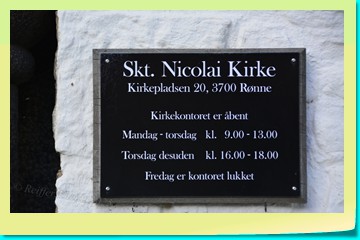 Skt. Nicolai Kirke
Kirkepladsen 20, 3700 Rønne
Kirkekontoret er åbent
Mandag - torsdag kl. 9.00 - 13.00
Torsdag desuden kl. 16.00 - 18.00
Fredag er kontoret lukket
© Reifler